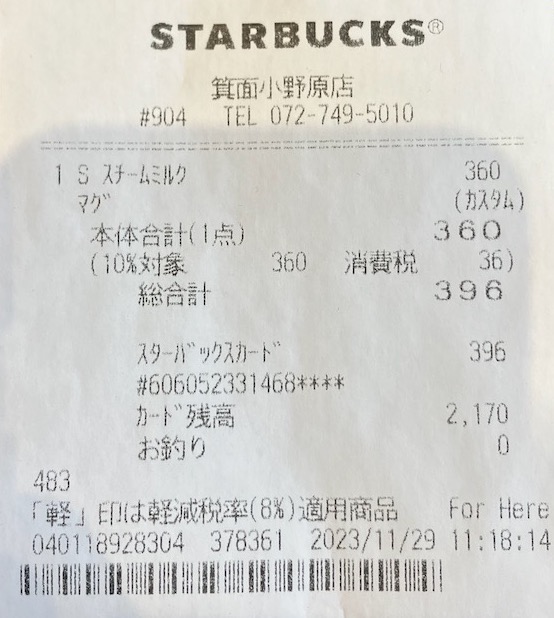 STARBUCKS®
箕面小野原店
#904 TEL 072-749-5010
1 S ｽﾁｰﾑﾐﾙｸ 360
ﾏｸﾞ (ｶｽﾀﾑ)
本体合計(1点) 360
(10%対象 360 消費税 36)
総合計 396
ｽﾀｰﾊﾞｯｸｽｶｰﾄﾞ 396
#606052331468****
ｶｰﾄﾞ残高 2,170
お釣り 0
483
「軽」印は軽減税率(8%)適用商品 For Here
040118928304 378361 2023/11/29 11:18:14